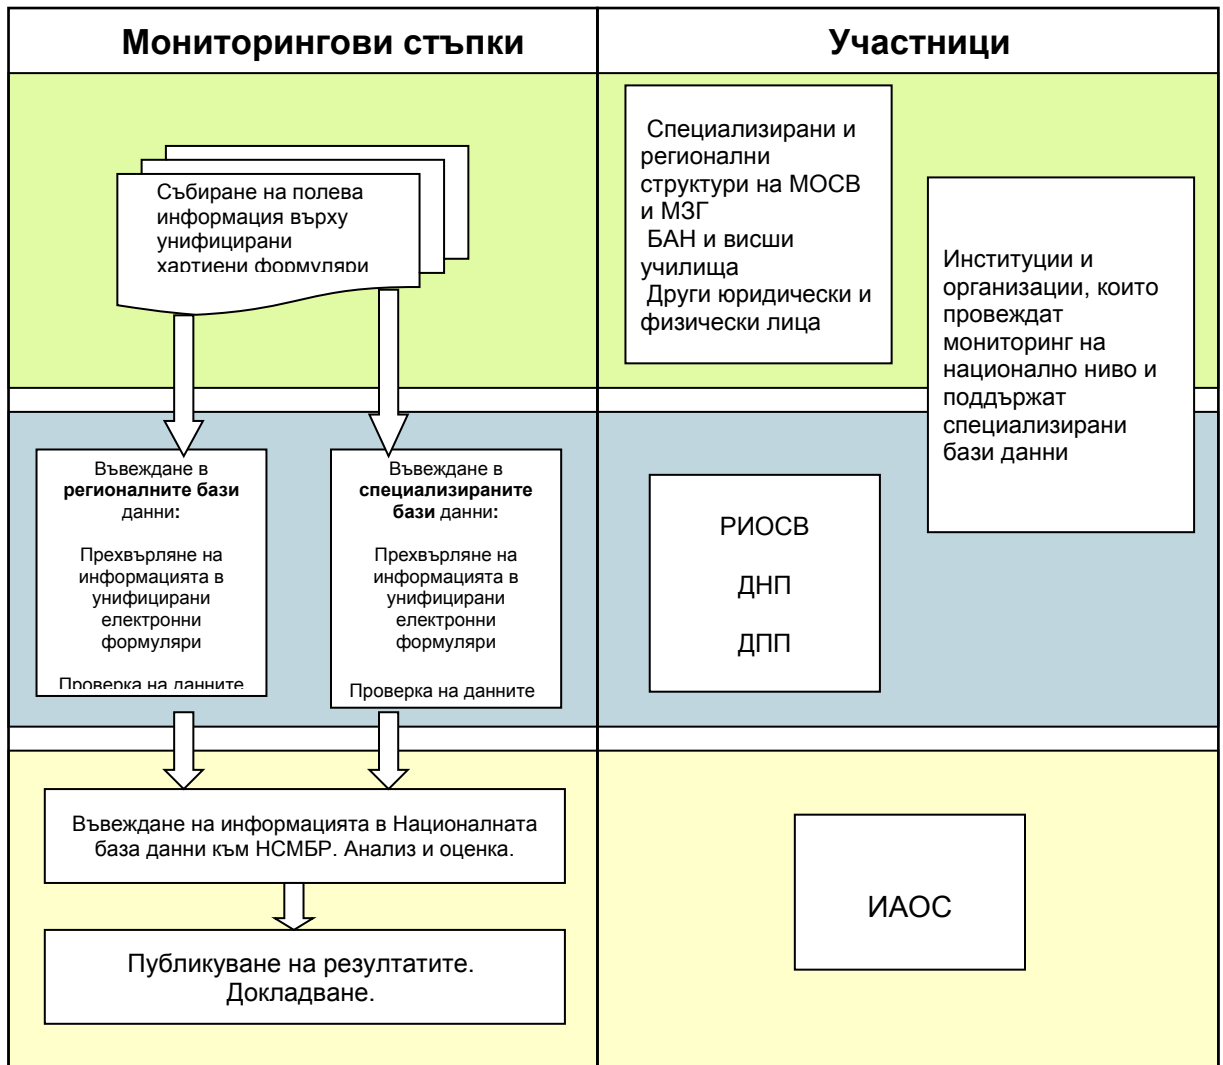 Мониторингови стъпки
Участници
Събиране на полева
информация върху
унифицирани
хартиени формуляри
Специализирани и
регионални
структури на МОСВ
и МЗГ
БАН и висши
училища
Други юридически и
физически лица
Институции и
организации, които
провеждат
мониторинг на
национално ниво и
поддържат
специализирани
бази данни
Въвеждане в
регионалните бази
данни:
Прехвърляне на
информацията в
унифицирани
електронни
формуляри
Проверка на данните
Въвеждане в
специализираните
бази данни:
Прехвърляне на
информацията в
унифицирани
електронни
формуляри
Проверка на данните
РИОСВ
ДНП
ДПП
Въвеждане на информацията в Националната
база данни към НСМБР. Анализ и оценка.
Публикуване на резултатите.
Докладване.
ИАОС